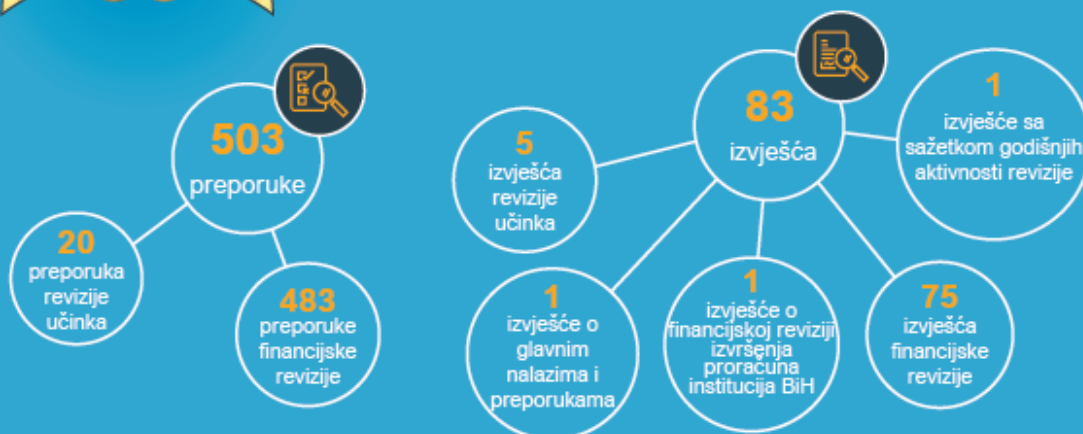 503
preporuke
20
preporuka
revizije
učinka
483
preporuke
financijske
revizije
83
izvješća
5
izvješća
revizije
učinka
1
izvješće o
glavnim
nalazima i
preporukama
1
izvješće o
financijskoj reviziji
izvršenja
proračuna
institucija BiH
75
izvješća
financijske
revizije
1
izvješće sa
sažetkom godišnjih
aktivnosti revizije